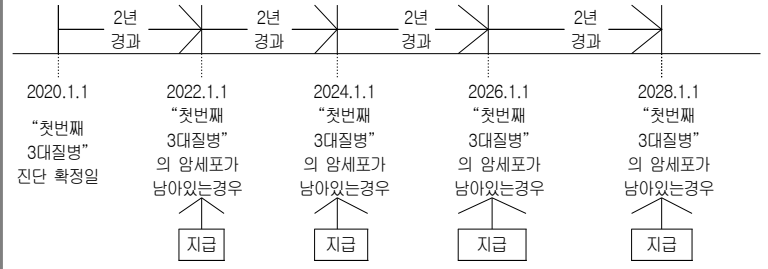 2년 2년 2년 2년
경과 경과 경과 경과
2020.1.1 2022.1.1 2024.1.1 2026.1.1 2028.1.1
“첫번째
3대질병”
진단 확정일
“첫번째
3대질병”
의 암세포가
남아있는경우
“첫번째
3대질병”
의 암세포가
남아있는경우
“첫번째
3대질병”
의 암세포가
남아있는경우
“첫번째
3대질병”
의 암세포가
남아있는경우
지급 지급 지급 지급